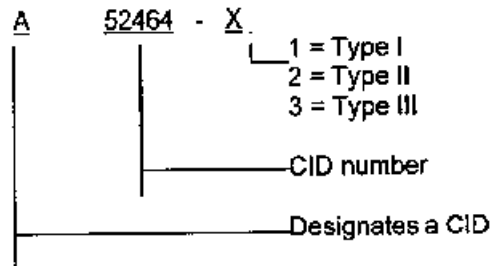 A 52464 - X
1 = Type I
2 = Type II
3 = Type III
CID number
Designates a CID